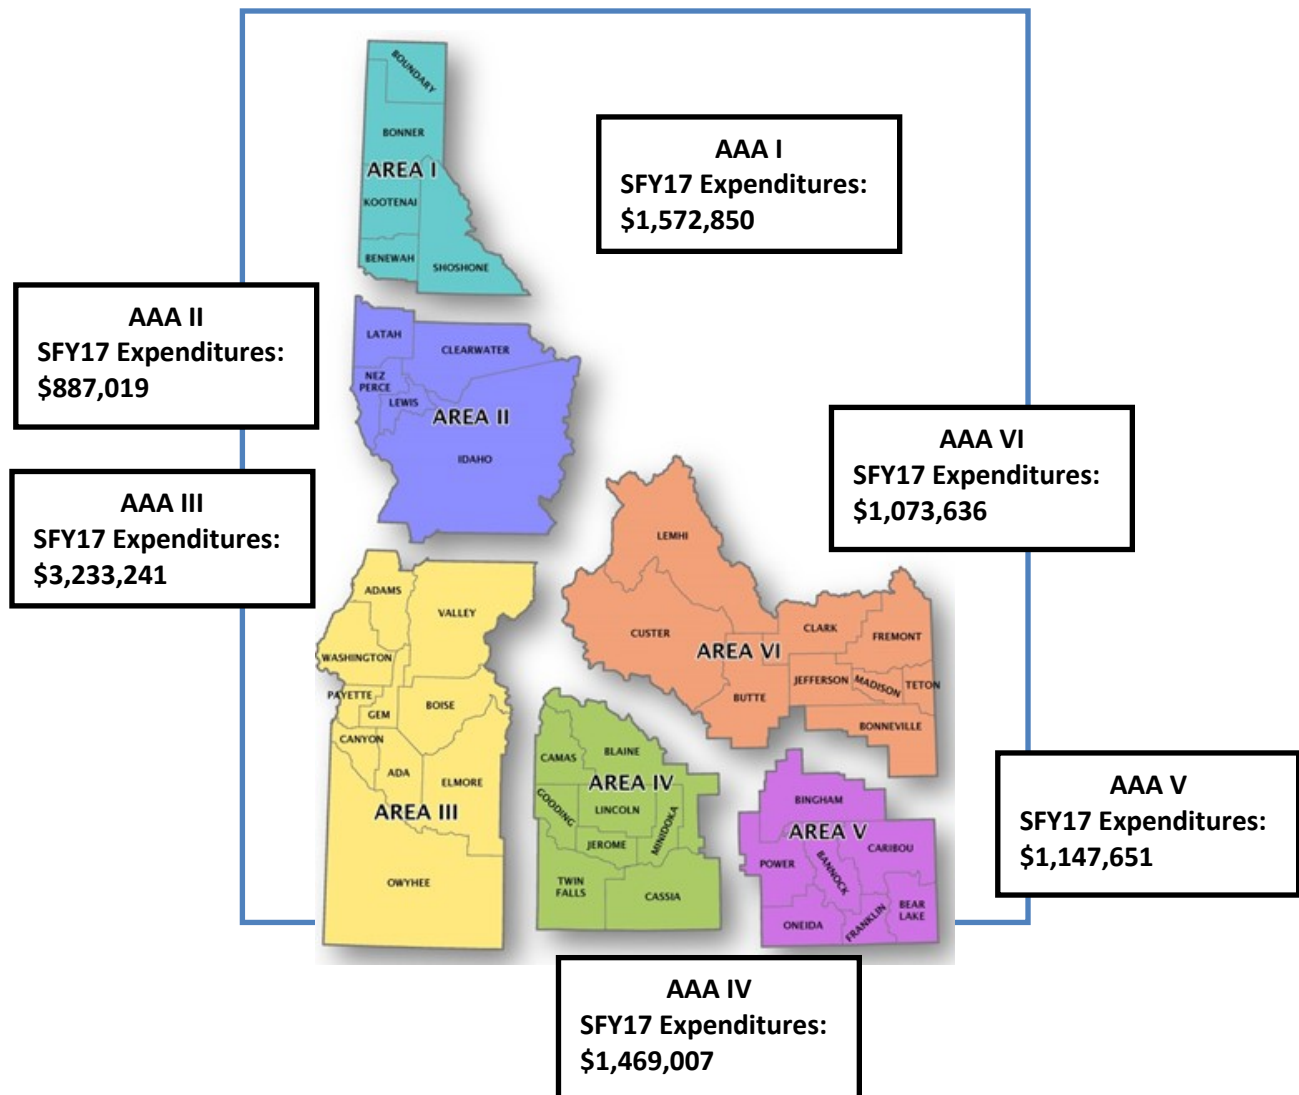 BOUNDARY
BONNER
AREA I
KOOTENAI
BENEWAH
SHOSHONE
AAA I
SFY17 Expenditures:
$1,572,850
AAA II
SFY17 Expenditures:
$887,019
LATAH
CLEARWATER
NEZ
PERCE
LEWIS
AREA II
IDAHO
AAA VI
SFY17 Expenditures:
$1,073,636
AAA III
SFY17 Expenditures:
$3,233,241
LEMHI
CUSTER
CLARK
FREMONT
AREA VI
JEFFERSON
MADISON
TETON
BUTTE
BONNEVILLE
ADAMS
VALLEY
WASHINGTON
PAYETTE
GEM
BOISE
CANYON
ADA
ELMORE
AREA III
OWYHEE
CAMAS
BLAINE
AREA IV
GOODING
LINCOLN
MINIDOKA
JEROME
TWIN
FALLS
CASSIA
BINGHAM
AREA V
POWER
BANNOCK
CARIBOU
ONEIDA
FRANKLIN
BEAR
LAKE
AAA V
SFY17 Expenditures:
$1,147,651
AAA IV
SFY17 Expenditures:
$1,469,007